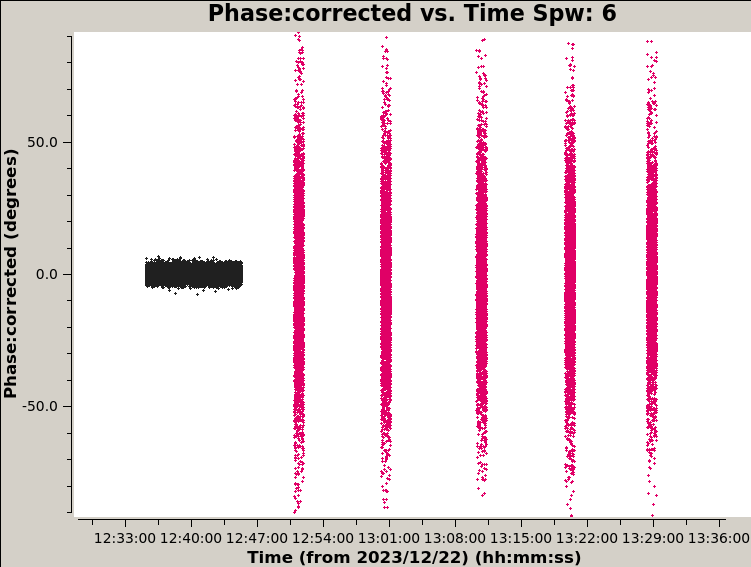 Phase:corrected vs. Time Spw: 6
Phase:corrected (degrees)
50.0
0.0
-50.0
12:33:00 12:40:00 12:47:00 12:54:00 13:01:00 13:08:00 13:15:00 13:22:00 13:29:00 13:36:00
Time (from 2023/12/22) (hh:mm:ss)